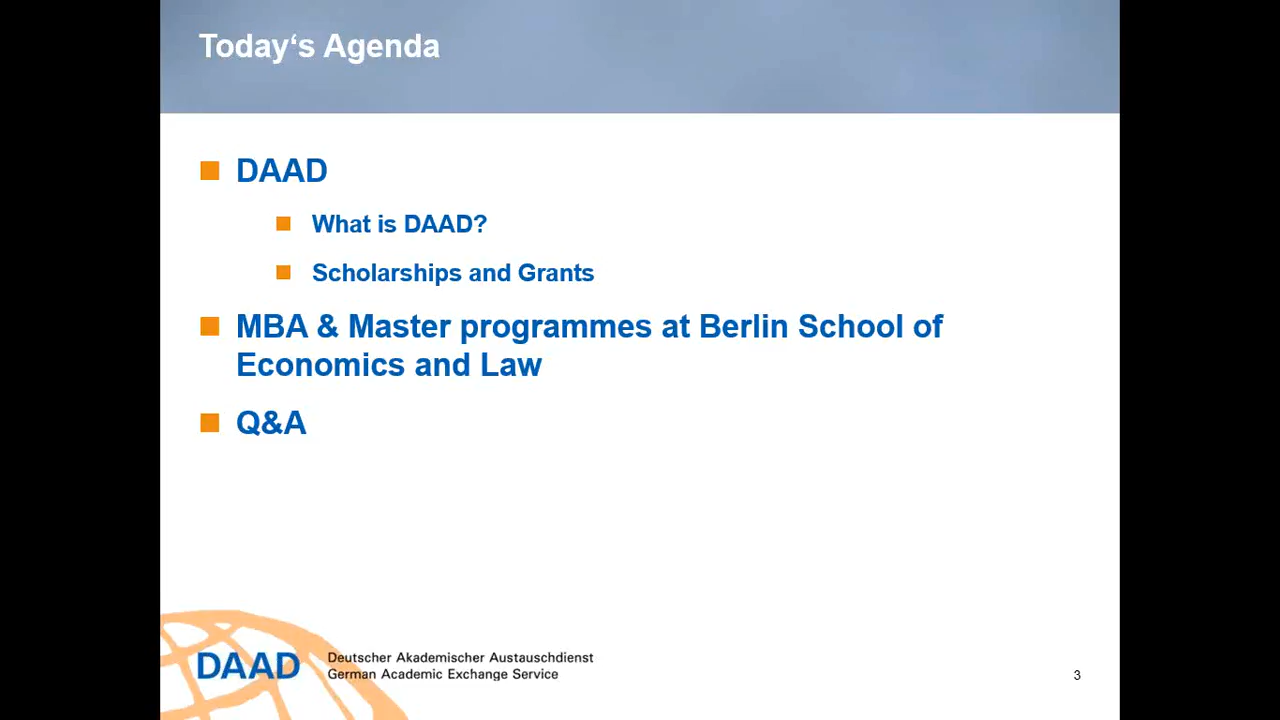 Today‘s Agenda
DAAD
What is DAAD?
Scholarships and Grants
MBA & Master programmes at Berlin School of
Economics and Law
Q&A
DAAD
Deutscher Akademischer Austauschdienst
German Academic Exchange Service
3